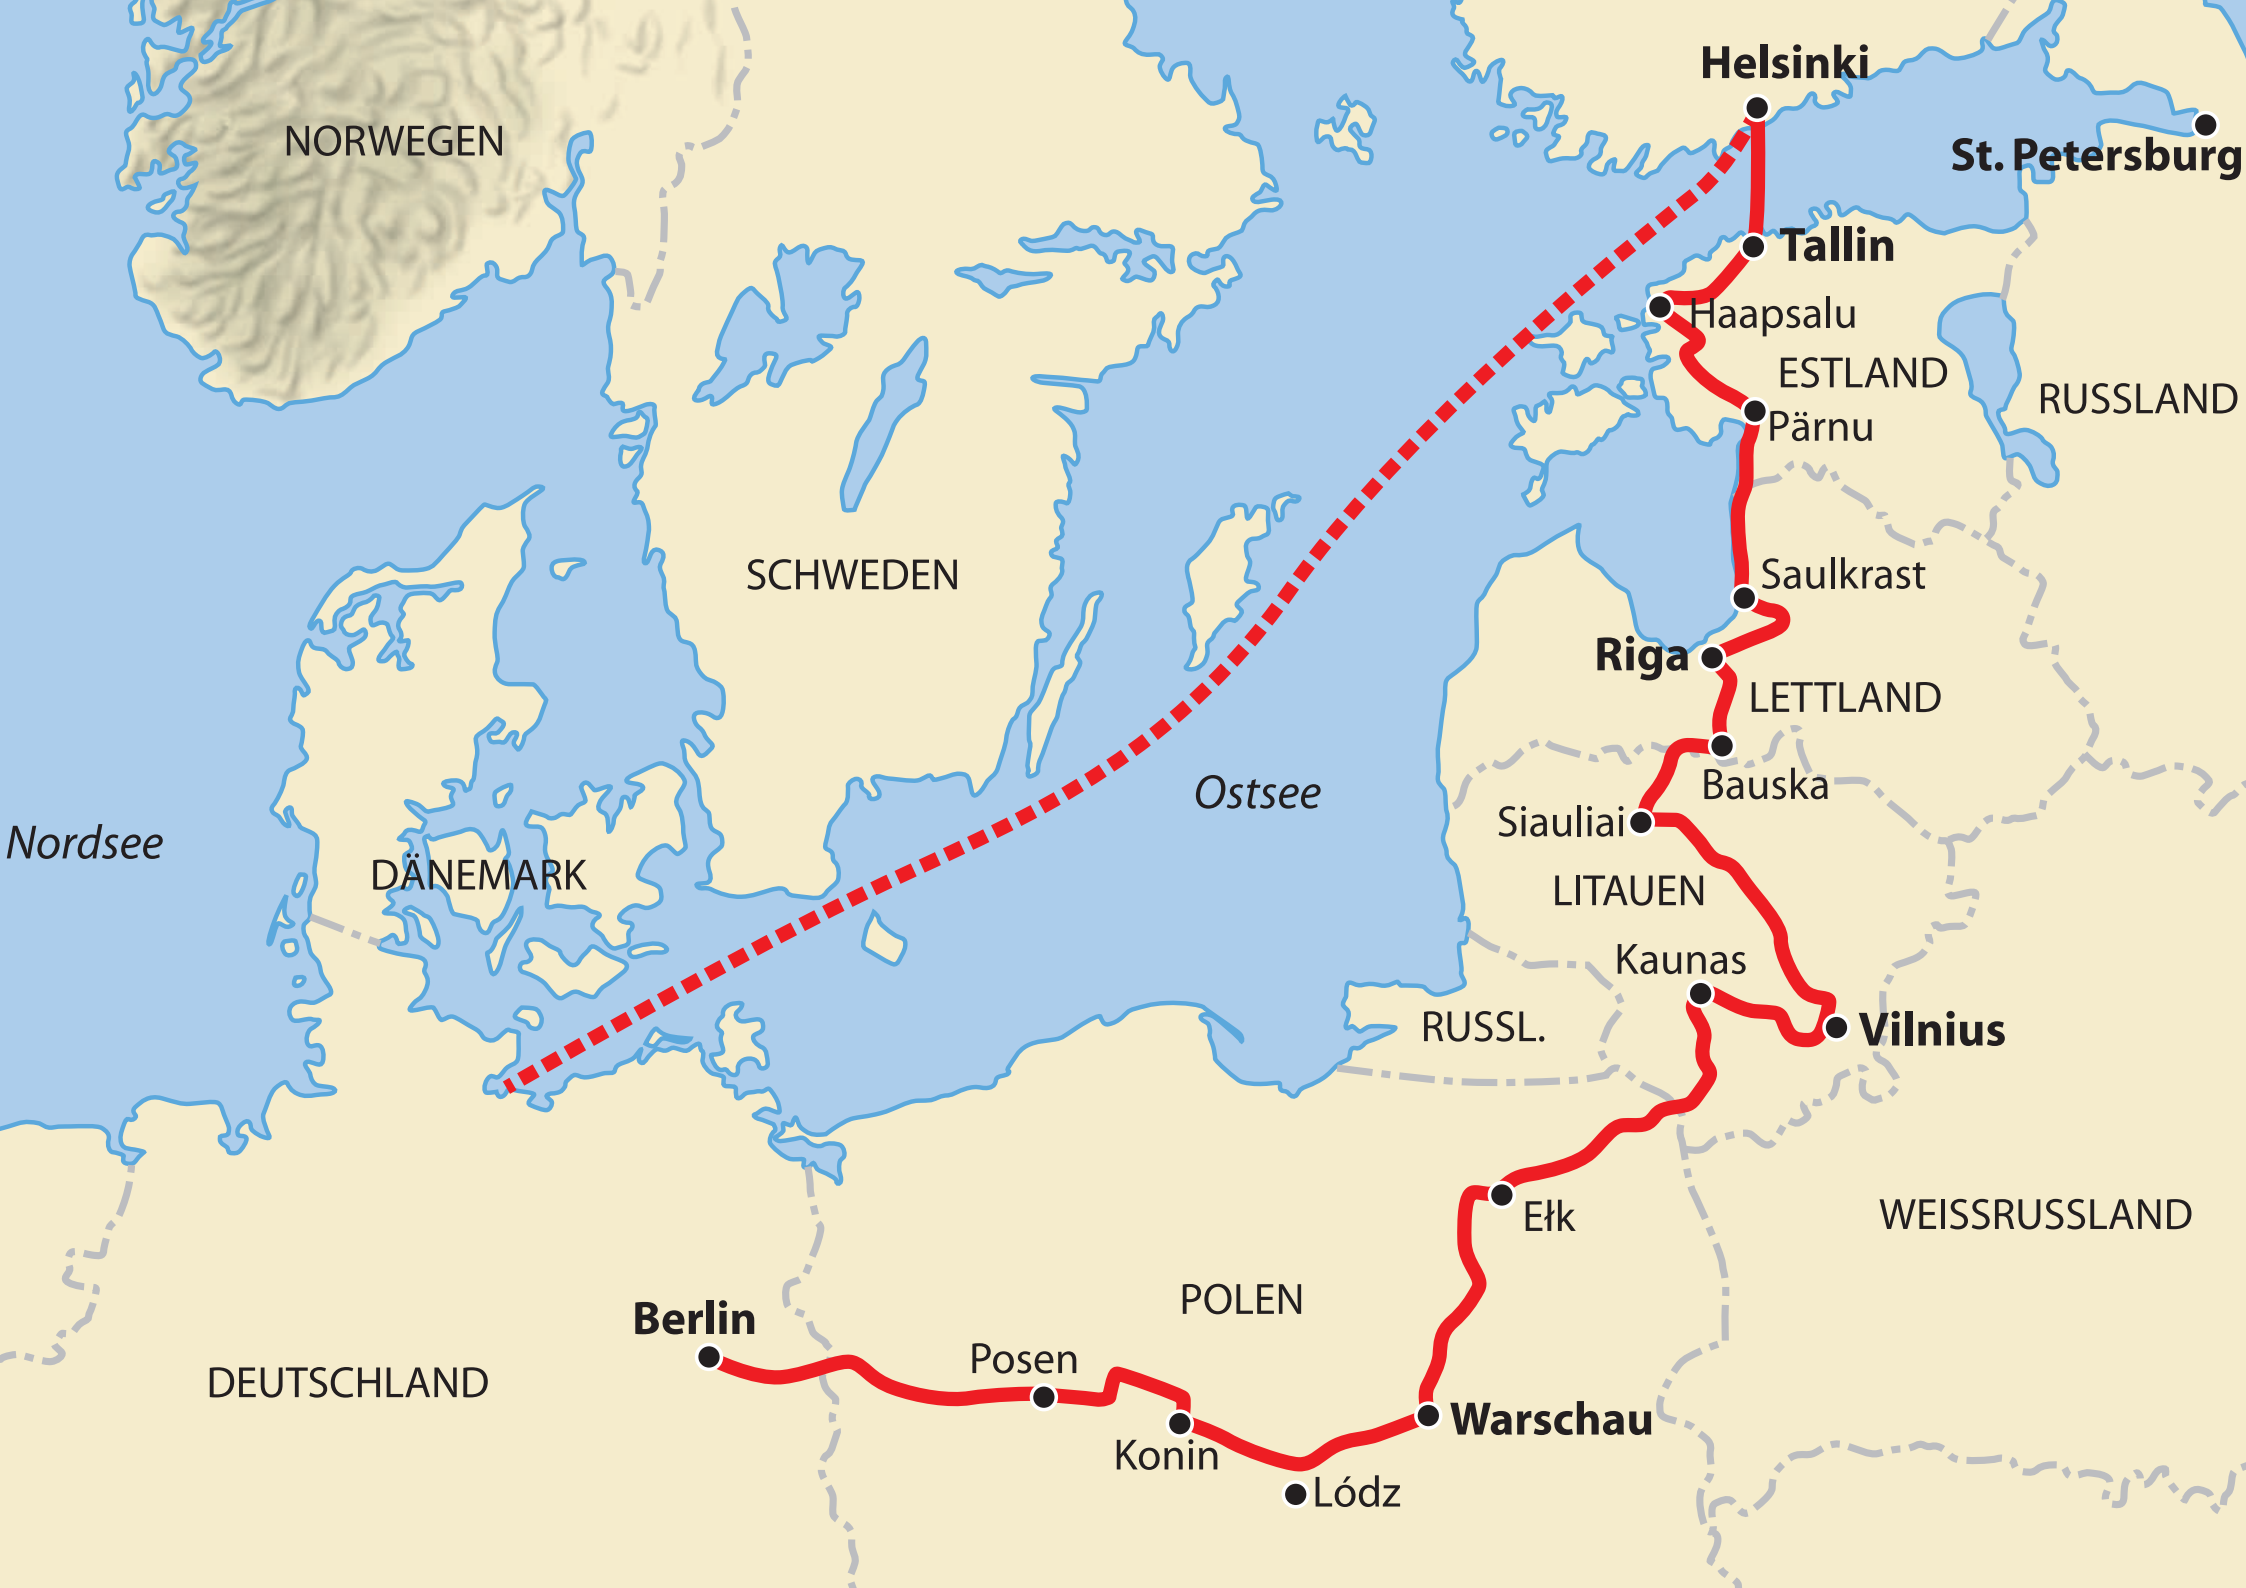 Helsinki
St. Petersburg
NORWEGEN
Tallin
Haapsalu
ESTLAND
RUSSLAND
Pärnu
SCHWEDEN
Saulkrast
Riga
LETTLAND
Ostsee
Bauska
Siauliai
Nordsee
DÄNEMARK
LITAUEN
Kaunas
RUSSL.
Vilnius
Ełk
WEISSRUSSLAND
POLEN
Berlin
Posen
DEUTSCHLAND
Warschau
Konin
Lódz